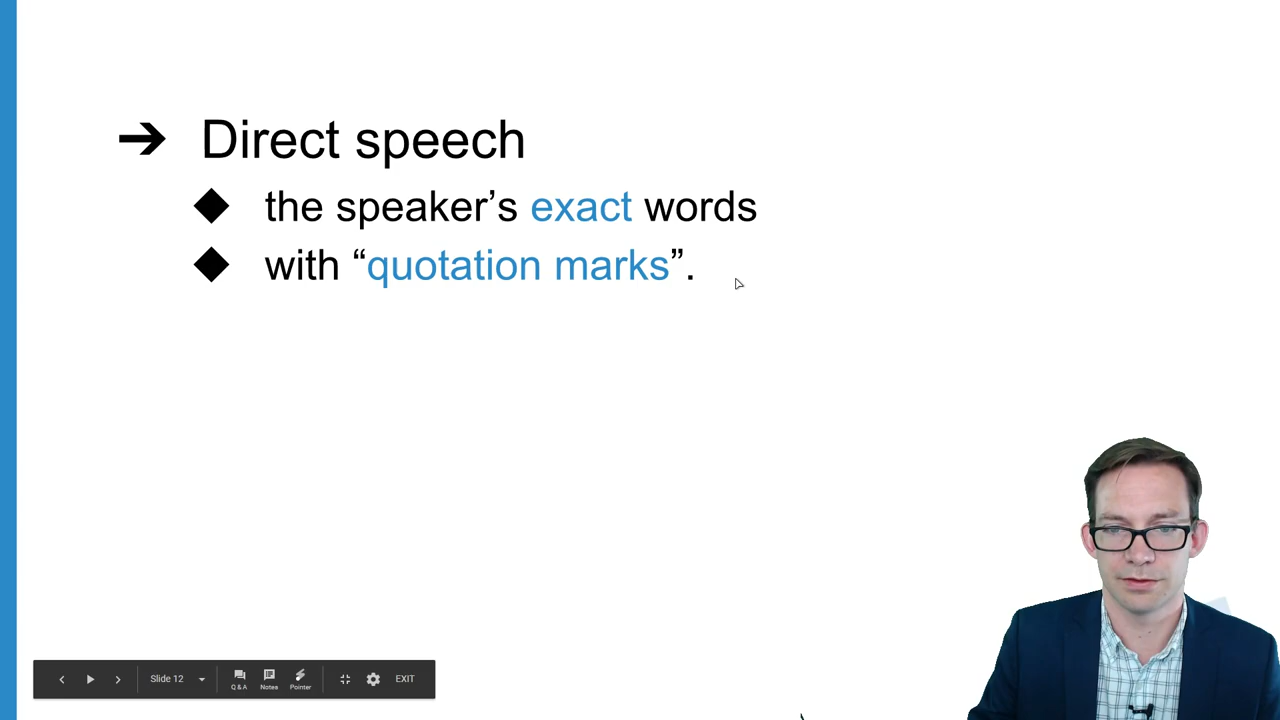 ➔ Direct speech
◆ the speaker’s exact words
◆ with “quotation marks”.
Slide 12
Q & A
Notes
Pointer
EXIT